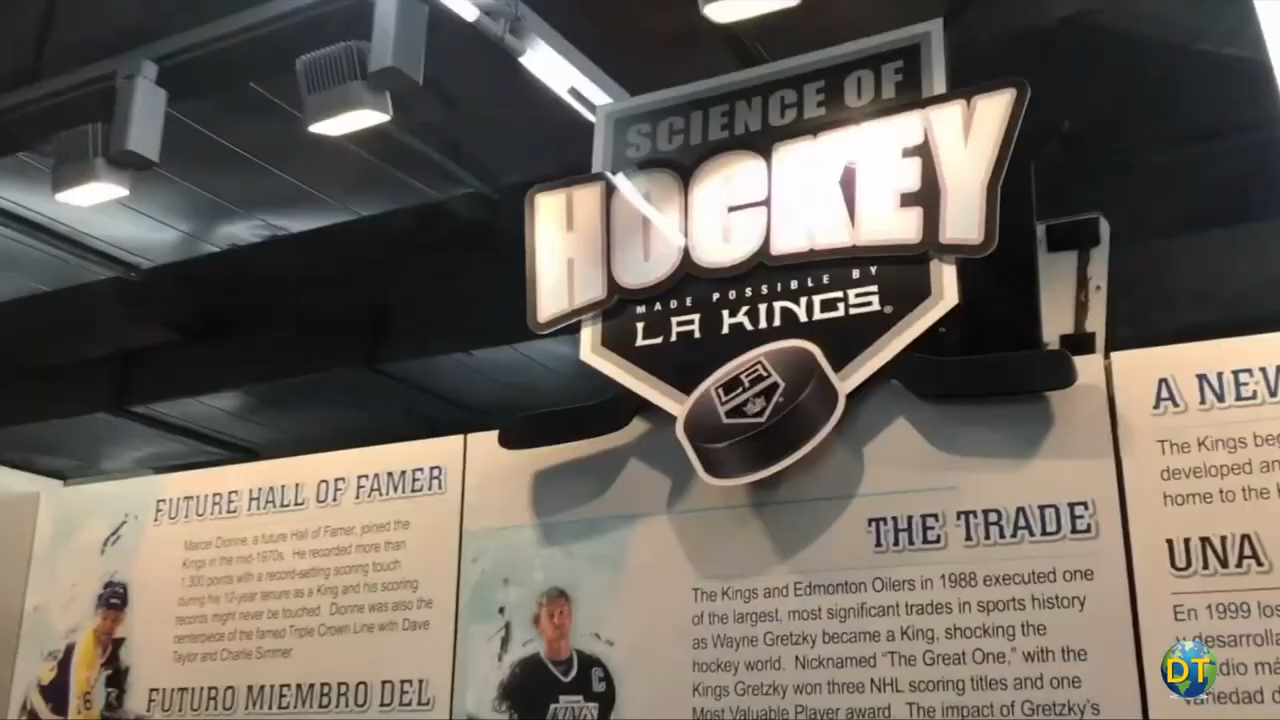 SCIENCE OF
HOCKEY
MADE POSSIBLE BY
LA KINGS®
LA
FUTURE HALL OF FAMER
Marcel Dionne, a future Hall of Famer, joined the
Kings in the mid-1970s. He recorded more than
1,300 points with a record-setting scoring touch
during his 12-year tenure as a King and his scoring
records might never be touched. Dionne was also the
centerpiece of the famed Triple Crown Line with Dave
Taylor and Charlie Simmer.
FUTURO MIEMBRO DEL
THE TRADE
The Kings and Edmonton Oilers in 1988 executed one
of the largest, most significant trades in sports history
as Wayne Gretzky became a King, shocking the
hockey world. Nicknamed "The Great One," with the
Kings Gretzky won three NHL scoring titles and one
Most Valuable Player award. The impact of Gretzky's
C
KINGS
A NEW
The Kings
developed
home to the
UNA
En 1999 los
DT